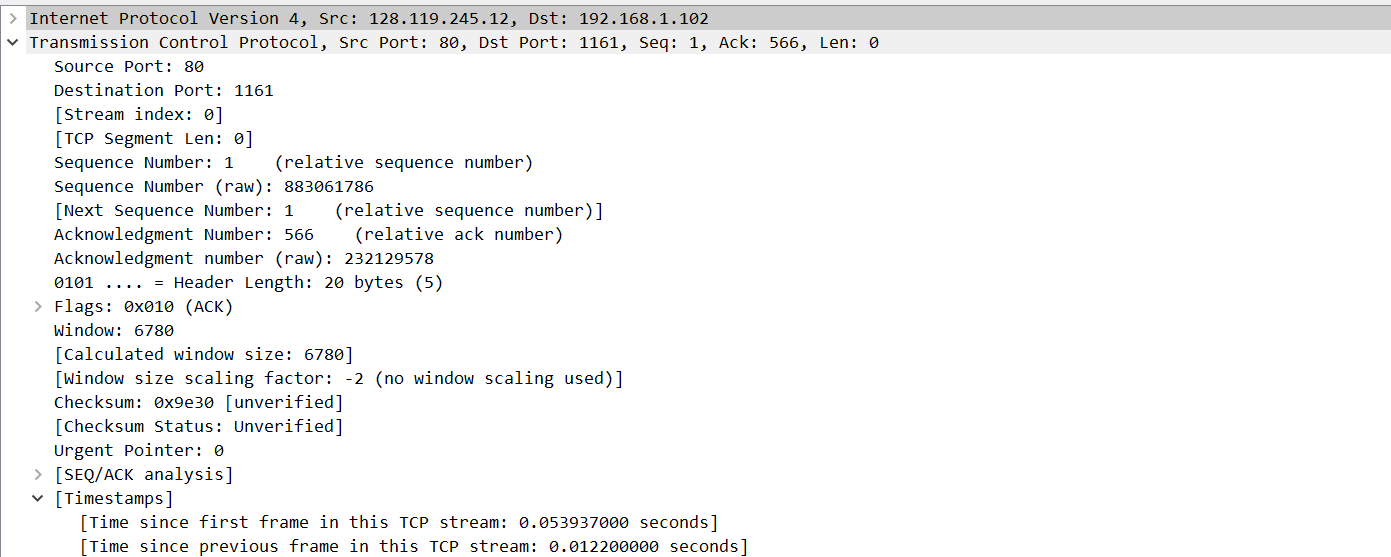 Internet Protocol Version 4, Src: 128.119.245.12, Dst: 192.168.1.102
Transmission Control Protocol, Src Port: 80, Dst Port: 1161, Seq: 1, Ack: 566, Len: 0
Source Port: 80
Destination Port: 1161
[Stream index: 0]
[TCP Segment Len: 0]
Sequence Number: 1    (relative sequence number)
Sequence Number (raw): 883061786
[Next Sequence Number: 1    (relative sequence number)]
Acknowledgment Number: 566    (relative ack number)
Acknowledgment number (raw): 232129578
0101 .... = Header Length: 20 bytes (5)
Flags: 0x010 (ACK)
Window: 6780
[Calculated window size: 6780]
[Window size scaling factor: -2 (no window scaling used)]
Checksum: 0x9e30 [unverified]
[Checksum Status: Unverified]
Urgent Pointer: 0
[SEQ/ACK analysis]
[Timestamps]
[Time since first frame in this TCP stream: 0.053937000 seconds]
[Time since previous frame in this TCP stream: 0.012200000 seconds]